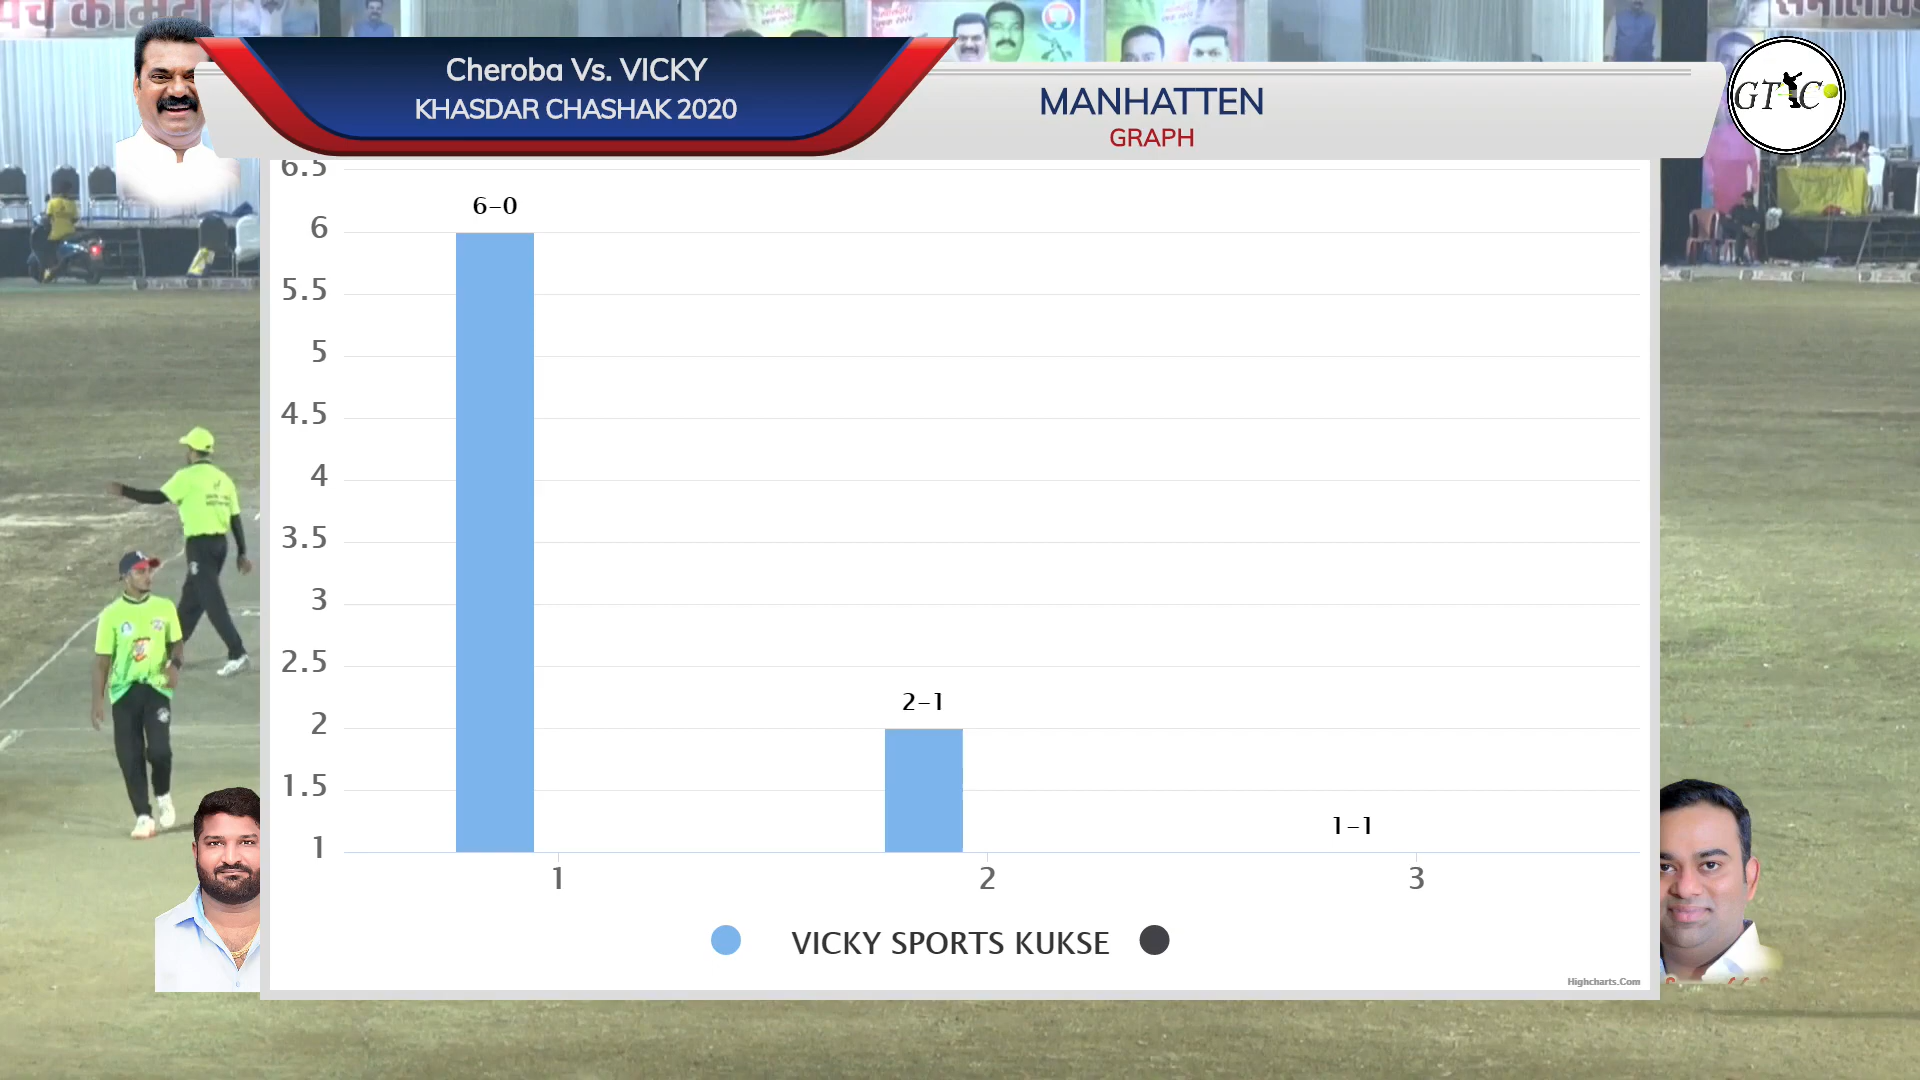 पंच कामिटी
Cheroba Vs. VICKY
KHASDAR CHASHAK 2020
MANHATTEN
GRAPH
GTCC
6.5
6
5.5
5
4.5
4
3.5
3
2.5
2
1.5
1
6-0
2-1
1-1
1
2
3
VICKY SPORTS KUKSE
Highcharts.Com